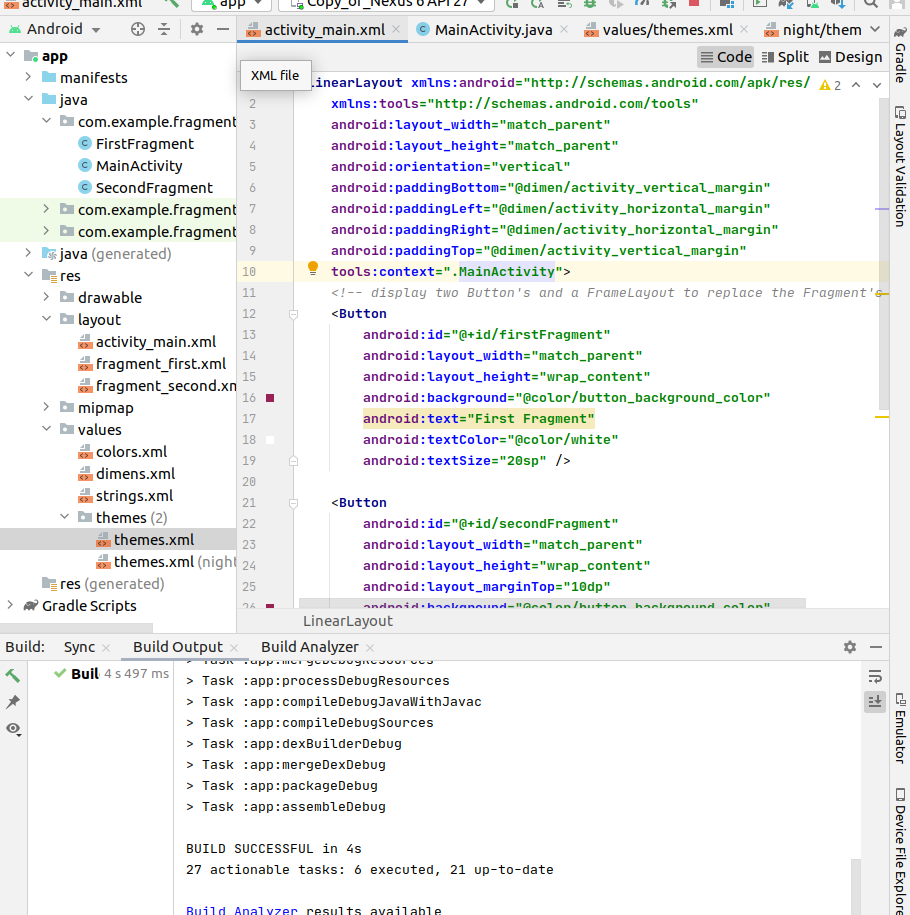 activity_main.xml
app
Copy_of_Nexus 6 API 27
Android
activity_main.xml
MainActivity.java
values/themes.xml
night/them
Code
Split
Design
XML file
app
manifests
java
com.example.fragment
FirstFragment
MainActivity
SecondFragment
com.example.fragment
com.example.fragment
java (generated)
res
drawable
layout
activity_main.xml
fragment_first.xml
fragment_second.xm
mipmap
values
colors.xml
dimens.xml
strings.xml
themes (2)
themes.xml
themes.xml (night
res (generated)
Gradle Scripts
LinearLayout xmlns:android="http://schemas.android.com/apk/res/
2
2 xmlns:tools="http://schemas.android.com/tools"
3 android:layout_width="match_parent"
4 android:layout_height="match_parent"
5 android:orientation="vertical"
6 android:paddingBottom="@dimen/activity_vertical_margin"
7 android:paddingLeft="@dimen/activity_horizontal_margin"
8 android:paddingRight="@dimen/activity_horizontal_margin"
9 android:paddingTop="@dimen/activity_vertical_margin"
10 tools:context=".MainActivity">
11 <!-- display two Button's and a FrameLayout to replace the Fragment's
12 <Button
13 android:id="@+id/firstFragment"
14 android:layout_width="match_parent"
15 android:layout_height="wrap_content"
16 android:background="@color/button_background_color"
17 android:text="First Fragment"
18 android:textColor="@color/white"
19 android:textSize="20sp" />
20
21 <Button
22 android:id="@+id/secondFragment"
23 android:layout_width="match_parent"
24 android:layout_height="wrap_content"
25 android:layout_marginTop="10dp"
26 android:background="@color/button_background_color"
LinearLayout
Gradle
Layout Validation
Emulator
Device File Explore
Build:
Sync
Build Output
Build Analyzer
Buil 4 s 497 ms
> Task :app:mergeDebugResources
> Task :app:processDebugResources
> Task :app:compileDebugJavaWithJavac
> Task :app:compileDebugSources
> Task :app:dexBuilderDebug
> Task :app:mergeDexDebug
> Task :app:packageDebug
> Task :app:assembleDebug
BUILD SUCCESSFUL in 4s
27 actionable tasks: 6 executed, 21 up-to-date
Build Analyzer results available